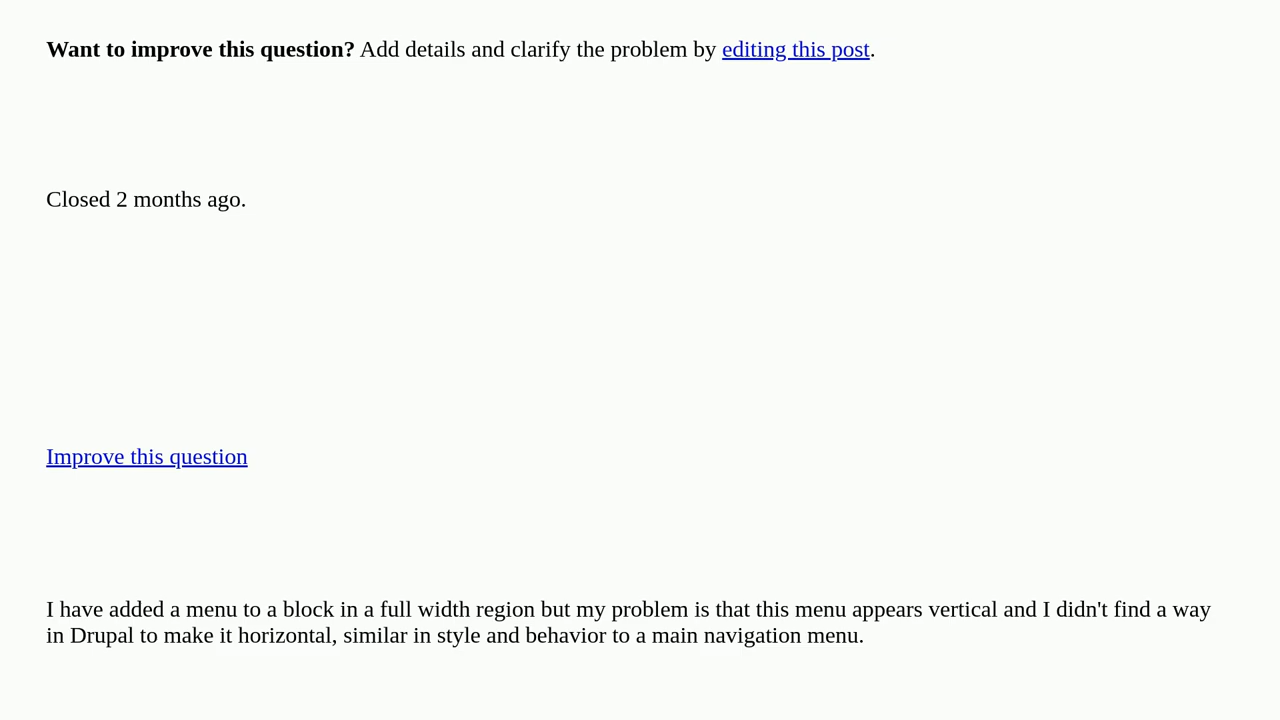 Want to improve this question? Add details and clarify the problem by editing this post.
Closed 2 months ago.
Improve this question
I have added a menu to a block in a full width region but my problem is that this menu appears vertical and I didn't find a way
in Drupal to make it horizontal, similar in style and behavior to a main navigation menu.